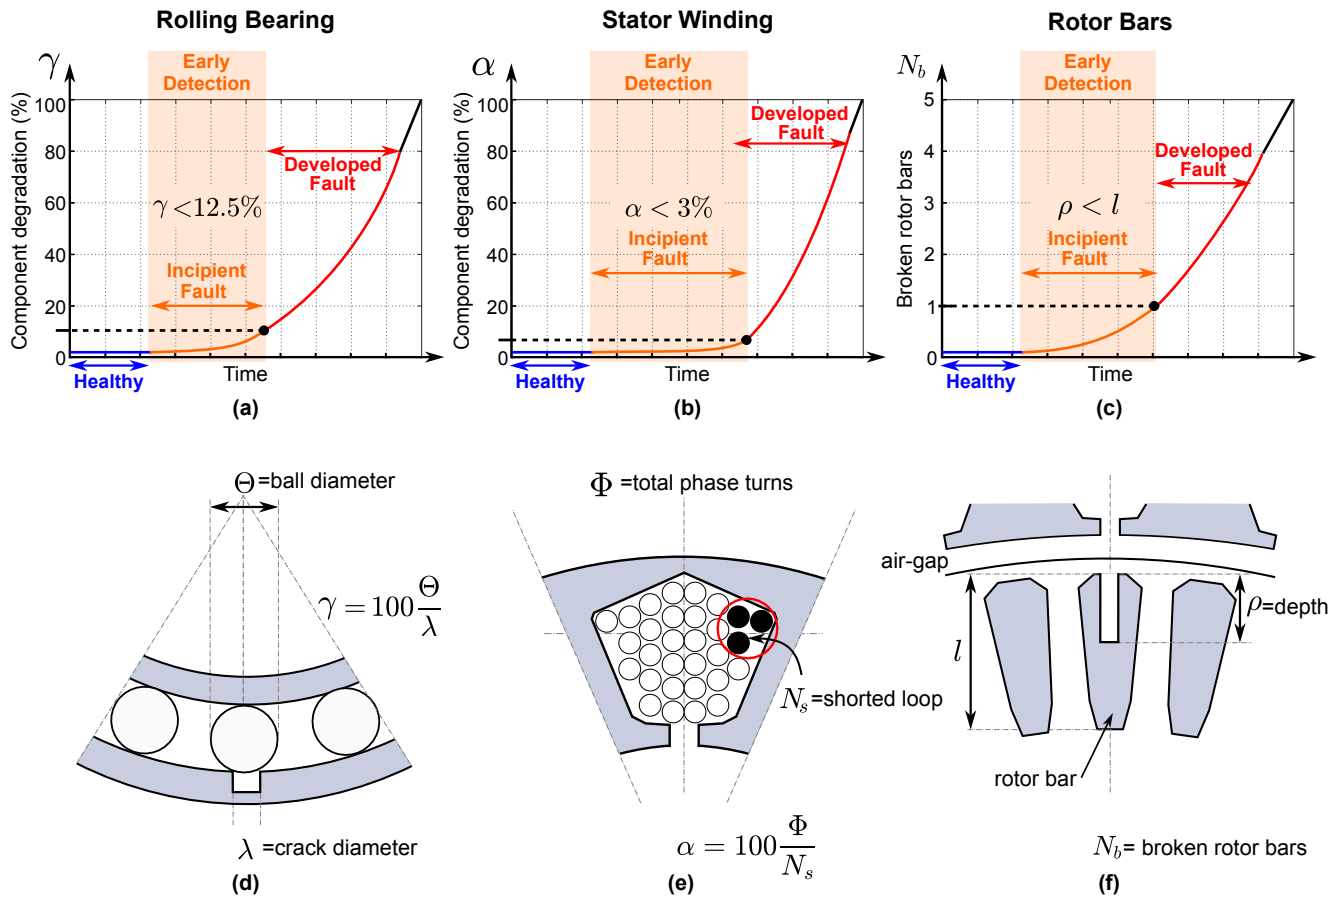 Rolling Bearing
γ
Early
Detection
Component degradation (%)
100
80
60
40
20
0
Developed
Fault
γ <12.5%
Incipient
Fault
Healthy
Time
(a)
Stator Winding
α
Early
Detection
Component degradation (%)
100
80
60
40
20
0
Developed
Fault
α < 3%
Incipient
Fault
Healthy
Time
(b)
Rotor Bars
N_b
Early
Detection
Broken rotor bars
5
4
3
2
1
0
Developed
Fault
ρ < l
Incipient
Fault
Healthy
Time
(c)
Θ=ball diameter
γ = 100 Θ/λ
λ =crack diameter
(d)
Φ =total phase turns
N_s=shorted loop
α = 100 Φ/N_s
(e)
air-gap
l
ρ=depth
rotor bar
N_b= broken rotor bars
(f)